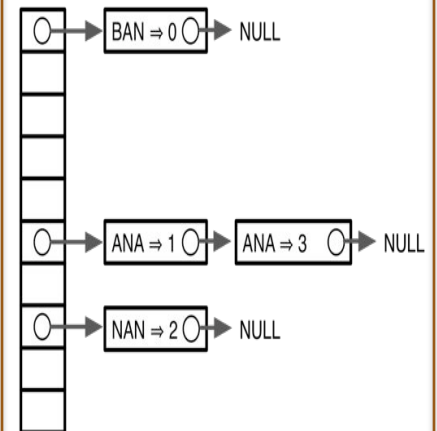 BAN ⇒ 0 NULL
ANA ⇒ 1 ANA ⇒ 3 NULL
NAN ⇒ 2 NULL